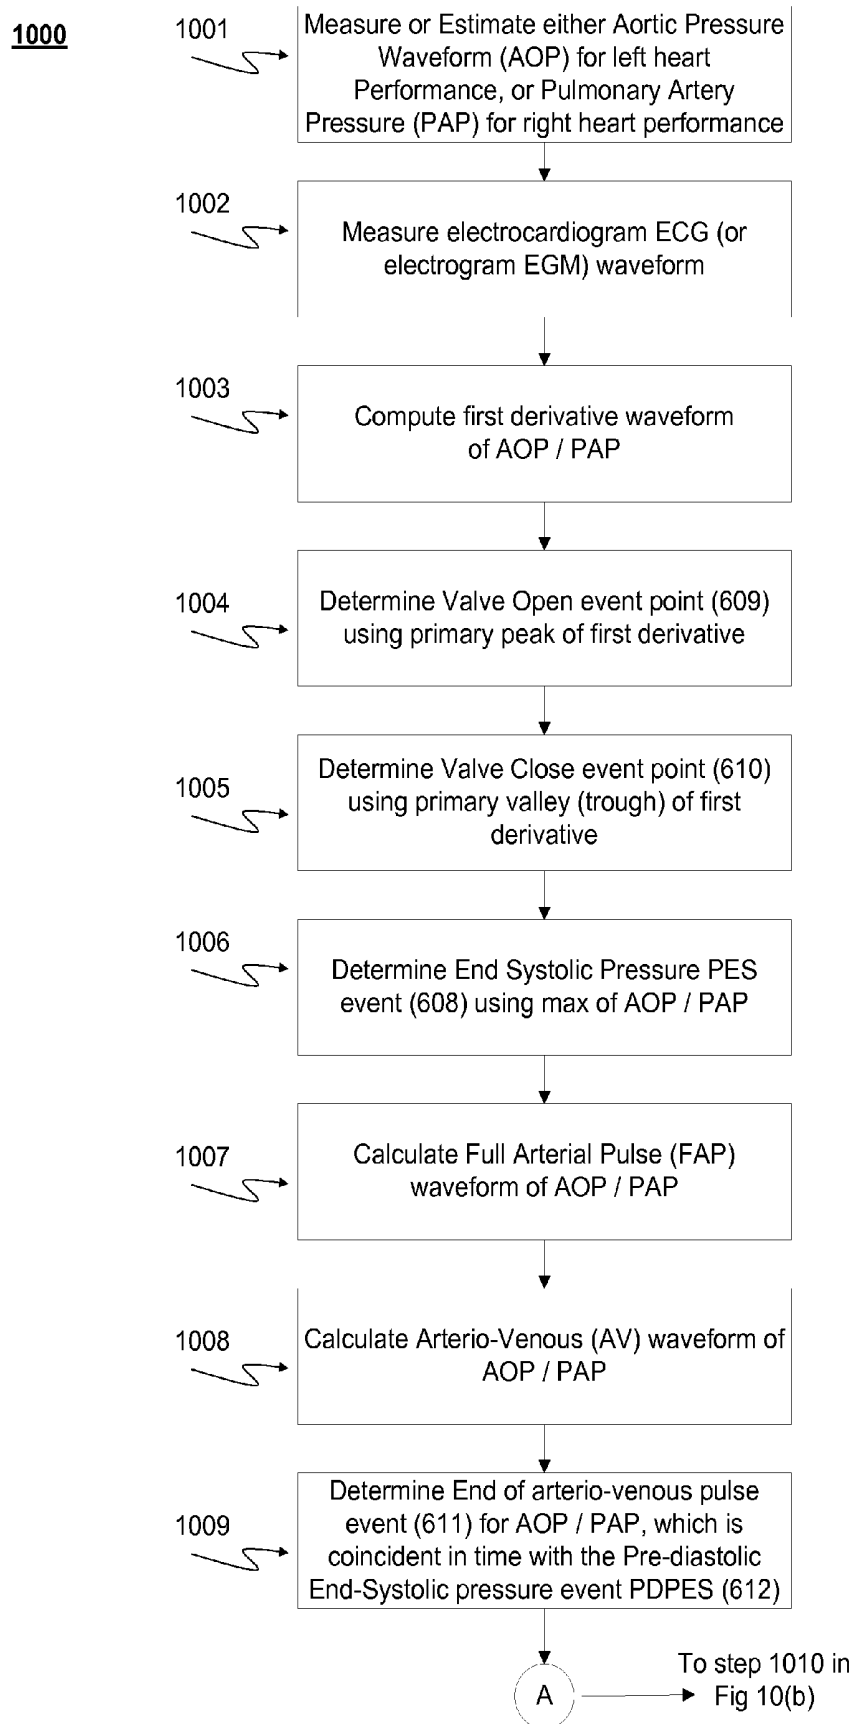 1000
1001
Measure or Estimate either Aortic Pressure
Waveform (AOP) for left heart
Performance, or Pulmonary Artery
Pressure (PAP) for right heart performance
1002
Measure electrocardiogram ECG (or
electrogram EGM) waveform
1003
Compute first derivative waveform
of AOP / PAP
1004
Determine Valve Open event point (609)
using primary peak of first derivative
1005
Determine Valve Close event point (610)
using primary valley (trough) of first
derivative
1006
Determine End Systolic Pressure PES
event (608) using max of AOP / PAP
1007
Calculate Full Arterial Pulse (FAP)
waveform of AOP / PAP
1008
Calculate Arterio-Venous (AV) waveform of
AOP / PAP
1009
Determine End of arterio-venous pulse
event (611) for AOP / PAP, which is
coincident in time with the Pre-diastolic
End-Systolic pressure event PDPES (612)
A
To step 1010 in
Fig 10(b)